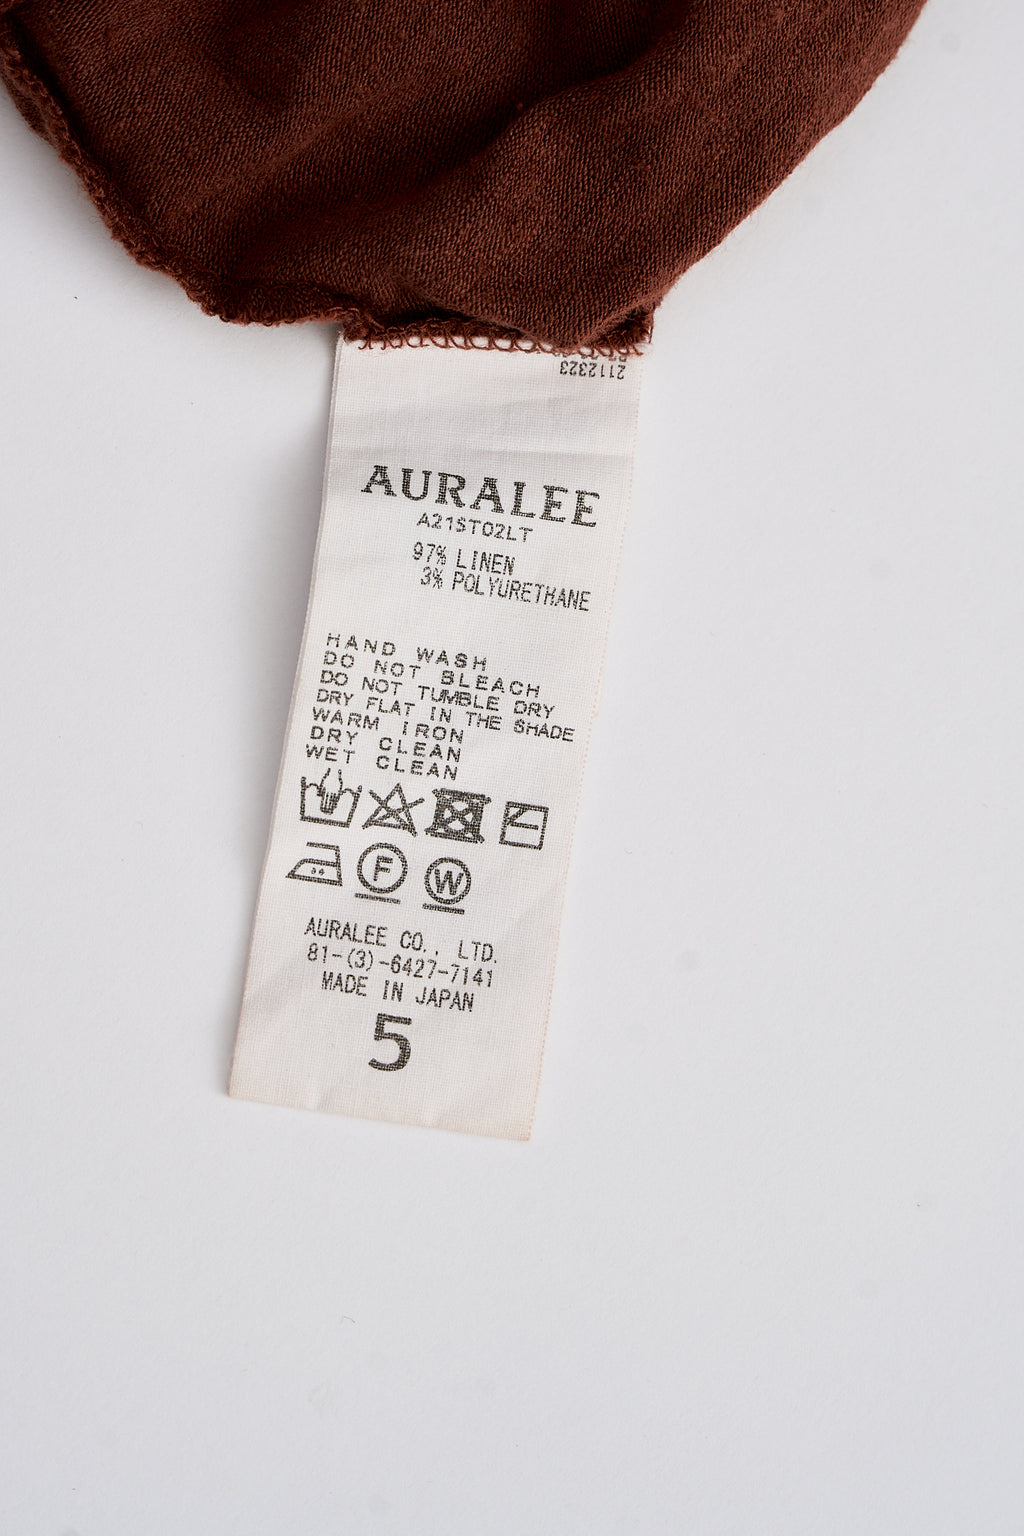 2112323
AURALEE
A21ST02LT
97% LINEN
3% POLYURETHANE
HAND WASH
DO NOT BLEACH
DO NOT TUMBLE DRY
DRY FLAT IN THE SHADE
WARM IRON
DRY CLEAN
WET CLEAN
F W
AURALEE CO., LTD.
81-(3)-6427-7141
MADE IN JAPAN
5